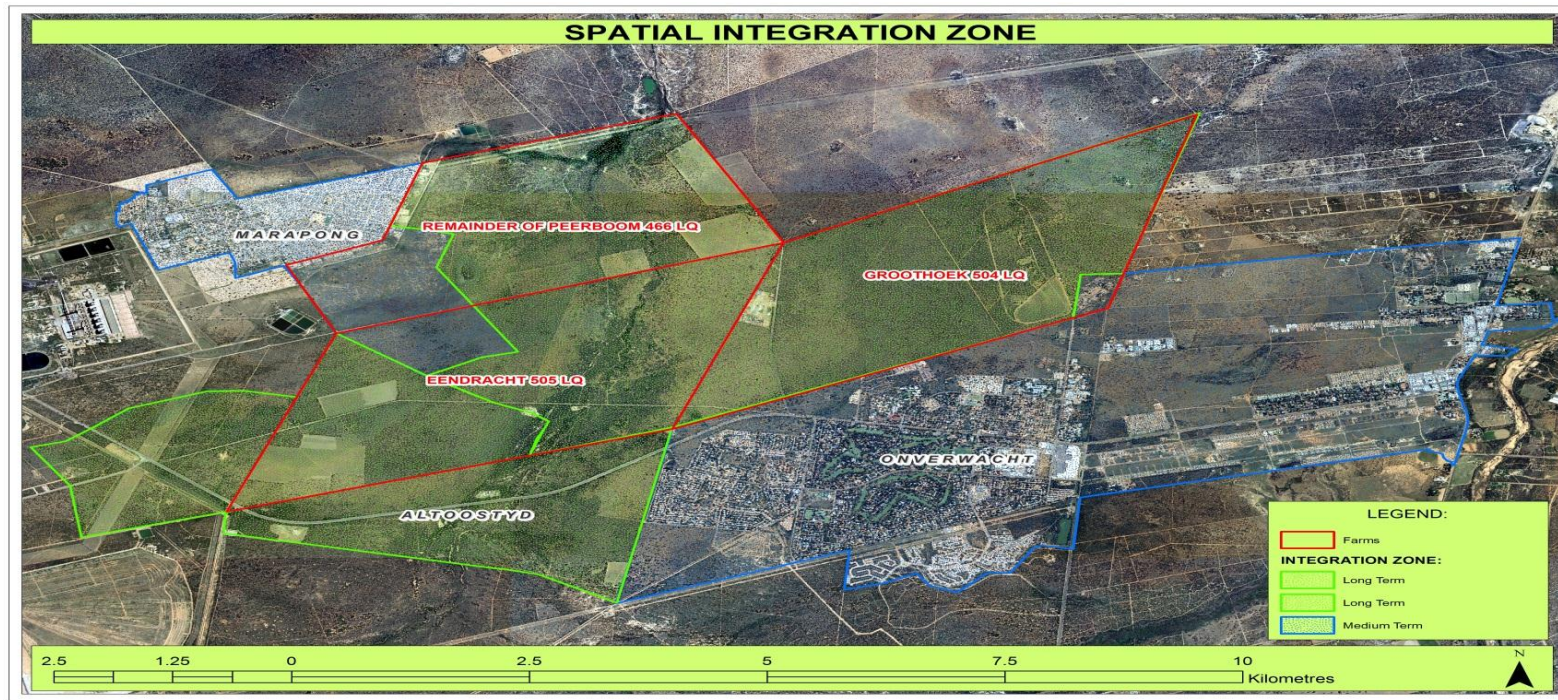 SPATIAL INTEGRATION ZONE
MARAPONG
REMAINDER OF PEERBOOM 466 LQ
GROOTHOEK 504 LQ
EENDRACHT 505 LQ
ONVERWACHT
ALTOOSTYD
LEGEND:
Farms
INTEGRATION ZONE:
Long Term
Long Term
Medium Term
2.5 1.25 0 2.5 5 7.5 10
Kilometres
N